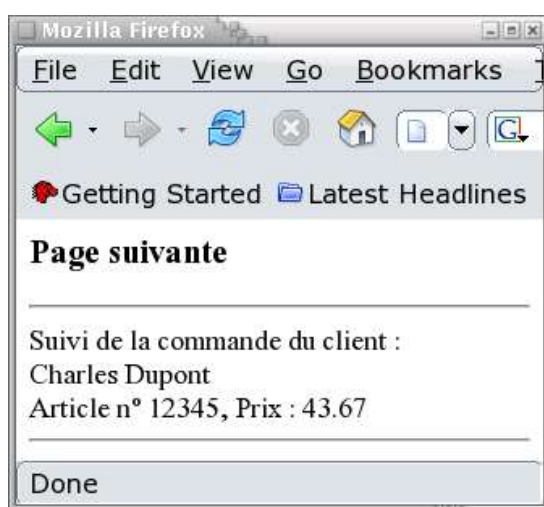 Mozilla Firefox
File Edit View Go Bookmarks
G
Getting Started Latest Headlines
Page suivante
Suivi de la commande du client :
Charles Dupont
Article n° 12345, Prix : 43.67
Done